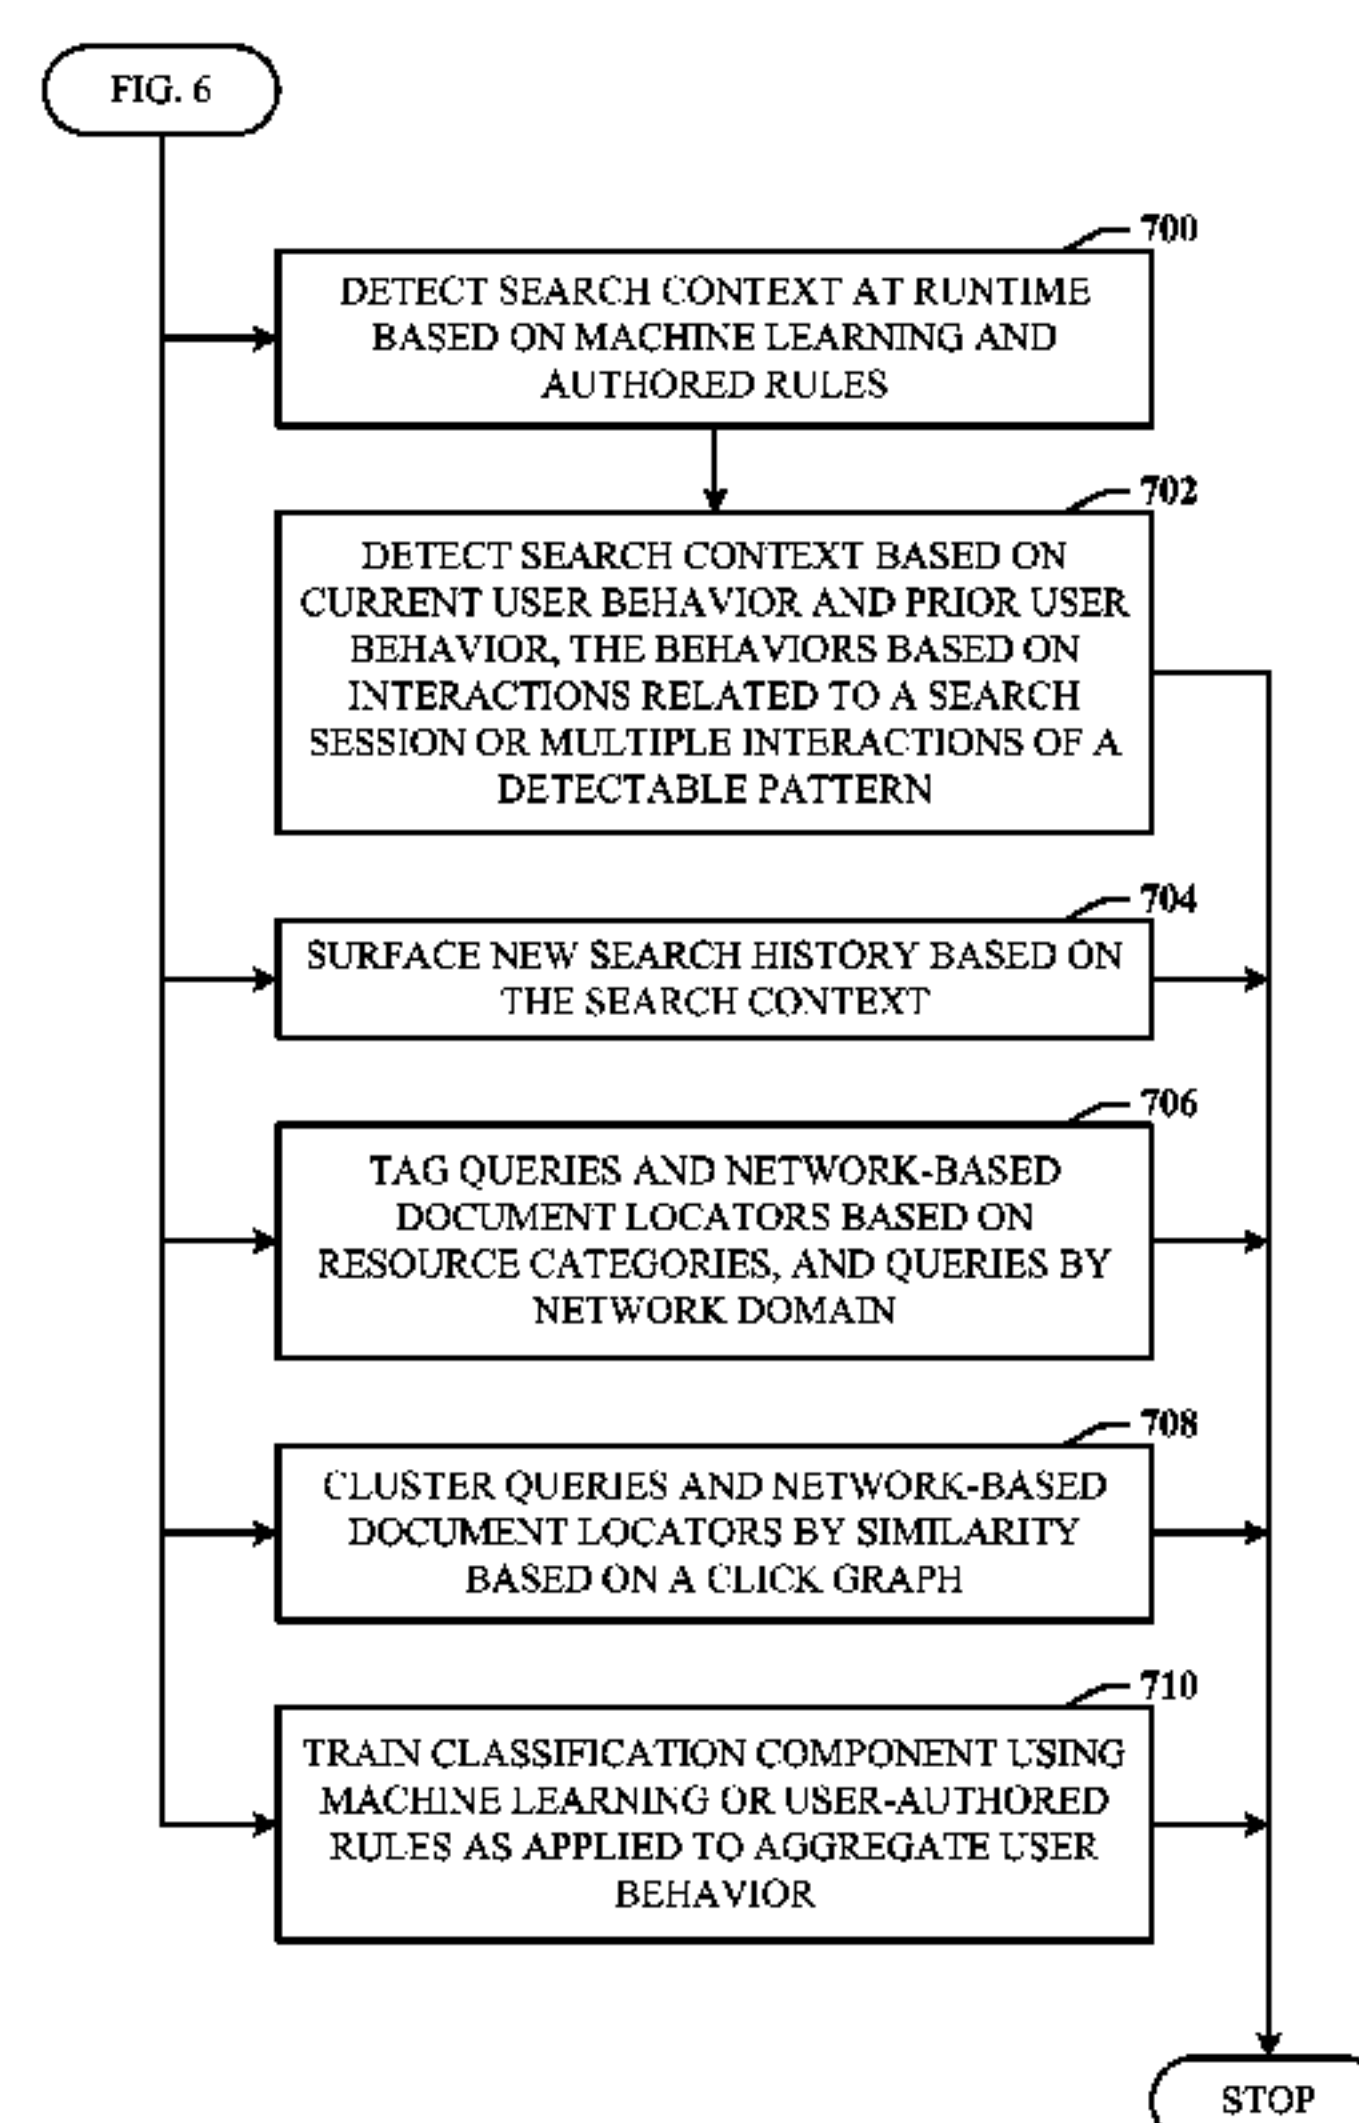 FIG. 6
700
DETECT SEARCH CONTEXT AT RUNTIME
BASED ON MACHINE LEARNING AND
AUTHORED RULES
702
DETECT SEARCH CONTEXT BASED ON
CURRENT USER BEHAVIOR AND PRIOR USER
BEHAVIOR, THE BEHAVIORS BASED ON
INTERACTIONS RELATED TO A SEARCH
SESSION OR MULTIPLE INTERACTIONS OF A
DETECTABLE PATTERN
704
SURFACE NEW SEARCH HISTORY BASED ON
THE SEARCH CONTEXT
706
TAG QUERIES AND NETWORK-BASED
DOCUMENT LOCATORS BASED ON
RESOURCE CATEGORIES, AND QUERIES BY
NETWORK DOMAIN
708
CLUSTER QUERIES AND NETWORK-BASED
DOCUMENT LOCATORS BY SIMILARITY
BASED ON A CLICK GRAPH
710
TRAIN CLASSIFICATION COMPONENT USING
MACHINE LEARNING OR USER-AUTHORED
RULES AS APPLIED TO AGGREGATE USER
BEHAVIOR
STOP